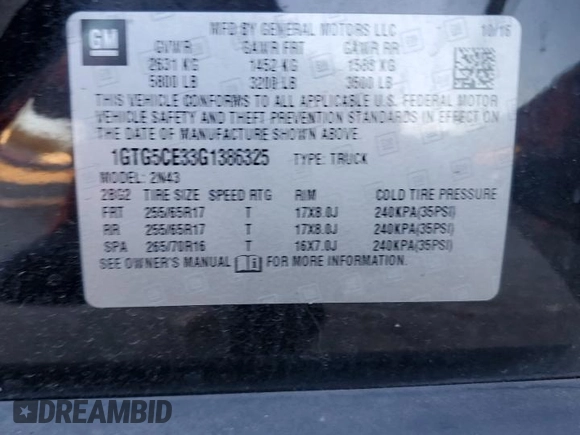 GM
MFD BY GENERAL MOTORS LLC 10/16
GVWR GAWR FRT GAWR RR
2631 KG 1452 KG 1588 KG
5800 LB 3200 LB 3500 LB
THIS VEHICLE CONFORMS TO ALL APPLICABLE U.S. FEDERAL MOTOR
VEHICLE SAFETY AND THEFT PREVENTION STANDARDS IN EFFECT ON
THE DATE OF MANUFACTURE SHOWN ABOVE.
1GTG5CE33G1386325 TYPE: TRUCK
MODEL: 2N43
2BG2 TIRE SIZE SPEED RTG RIM COLD TIRE PRESSURE
FRT 255/65R17 T 17X8.0J 240KPA(35PSI)
RR 255/65R17 T 17X8.0J 240KPA(35PSI)
SPA 265/70R16 T 16X7.0J 240KPA(35PSI)
SEE OWNER'S MANUAL FOR MORE INFORMATION.
DREAMBID